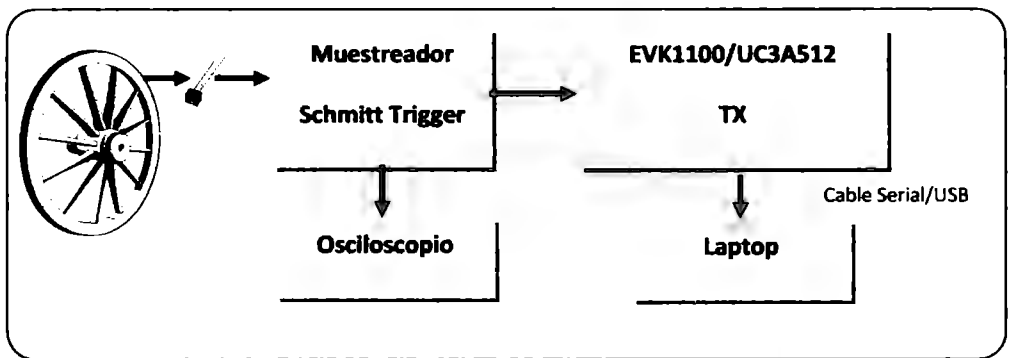 Muestreador
Schmitt Trigger
EVK1100/UC3A512
TX
Cable Serial/USB
Osciloscopio
Laptop